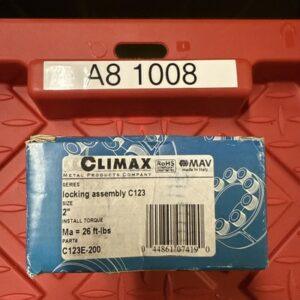 A8 1008
CLIMAX
METAL PRODUCTS COMPANY
RoHS
MAV
made in Italy
SERIES
locking assembly C123
SIZE
2"
INSTALL TORQUE
Ma = 26 ft-lbs
PART#
C123E-200
0 44861 07419 0